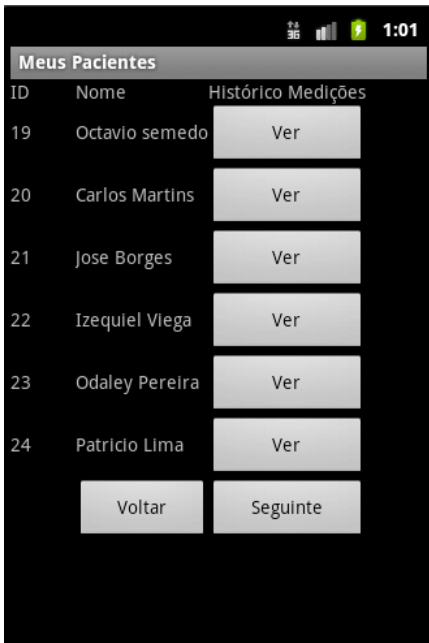 3G 1:01
Meus Pacientes
ID Nome Histórico Medições
19 Octavio semedo Ver
20 Carlos Martins Ver
21 Jose Borges Ver
22 Izequiel Viega Ver
23 Odaley Pereira Ver
24 Patricio Lima Ver
Voltar Seguinte